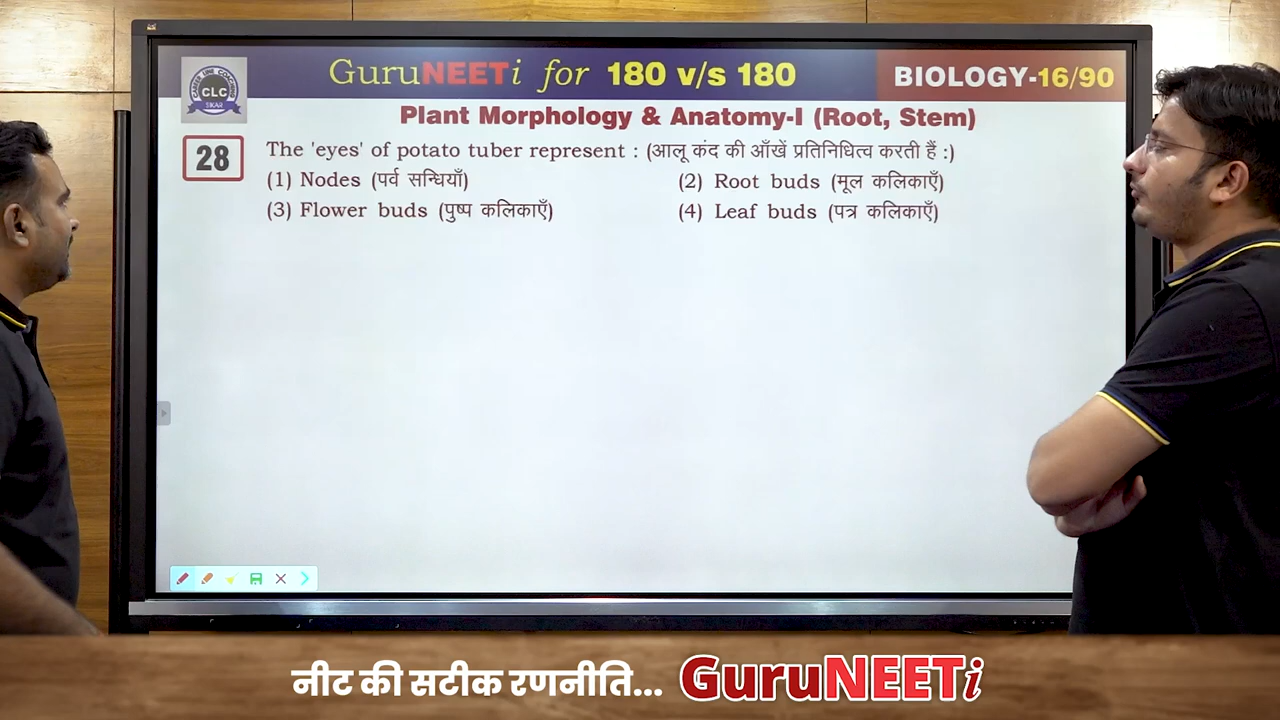 GuruNEETi for 180 v/s 180
BIOLOGY-16/90
CLC
SIKAR
Plant Morphology & Anatomy-I (Root, Stem)
28
The 'eyes' of potato tuber represent : (आलू कंद की आँखें प्रतिनिधित्व करती हैं :)
(1) Nodes (पर्व सन्धियाँ) (2) Root buds (मूल कलिकाएँ)
(3) Flower buds (पुष्प कलिकाएँ) (4) Leaf buds (पत्र कलिकाएँ)
नीट की सटीक रणनीति... GuruNEETi